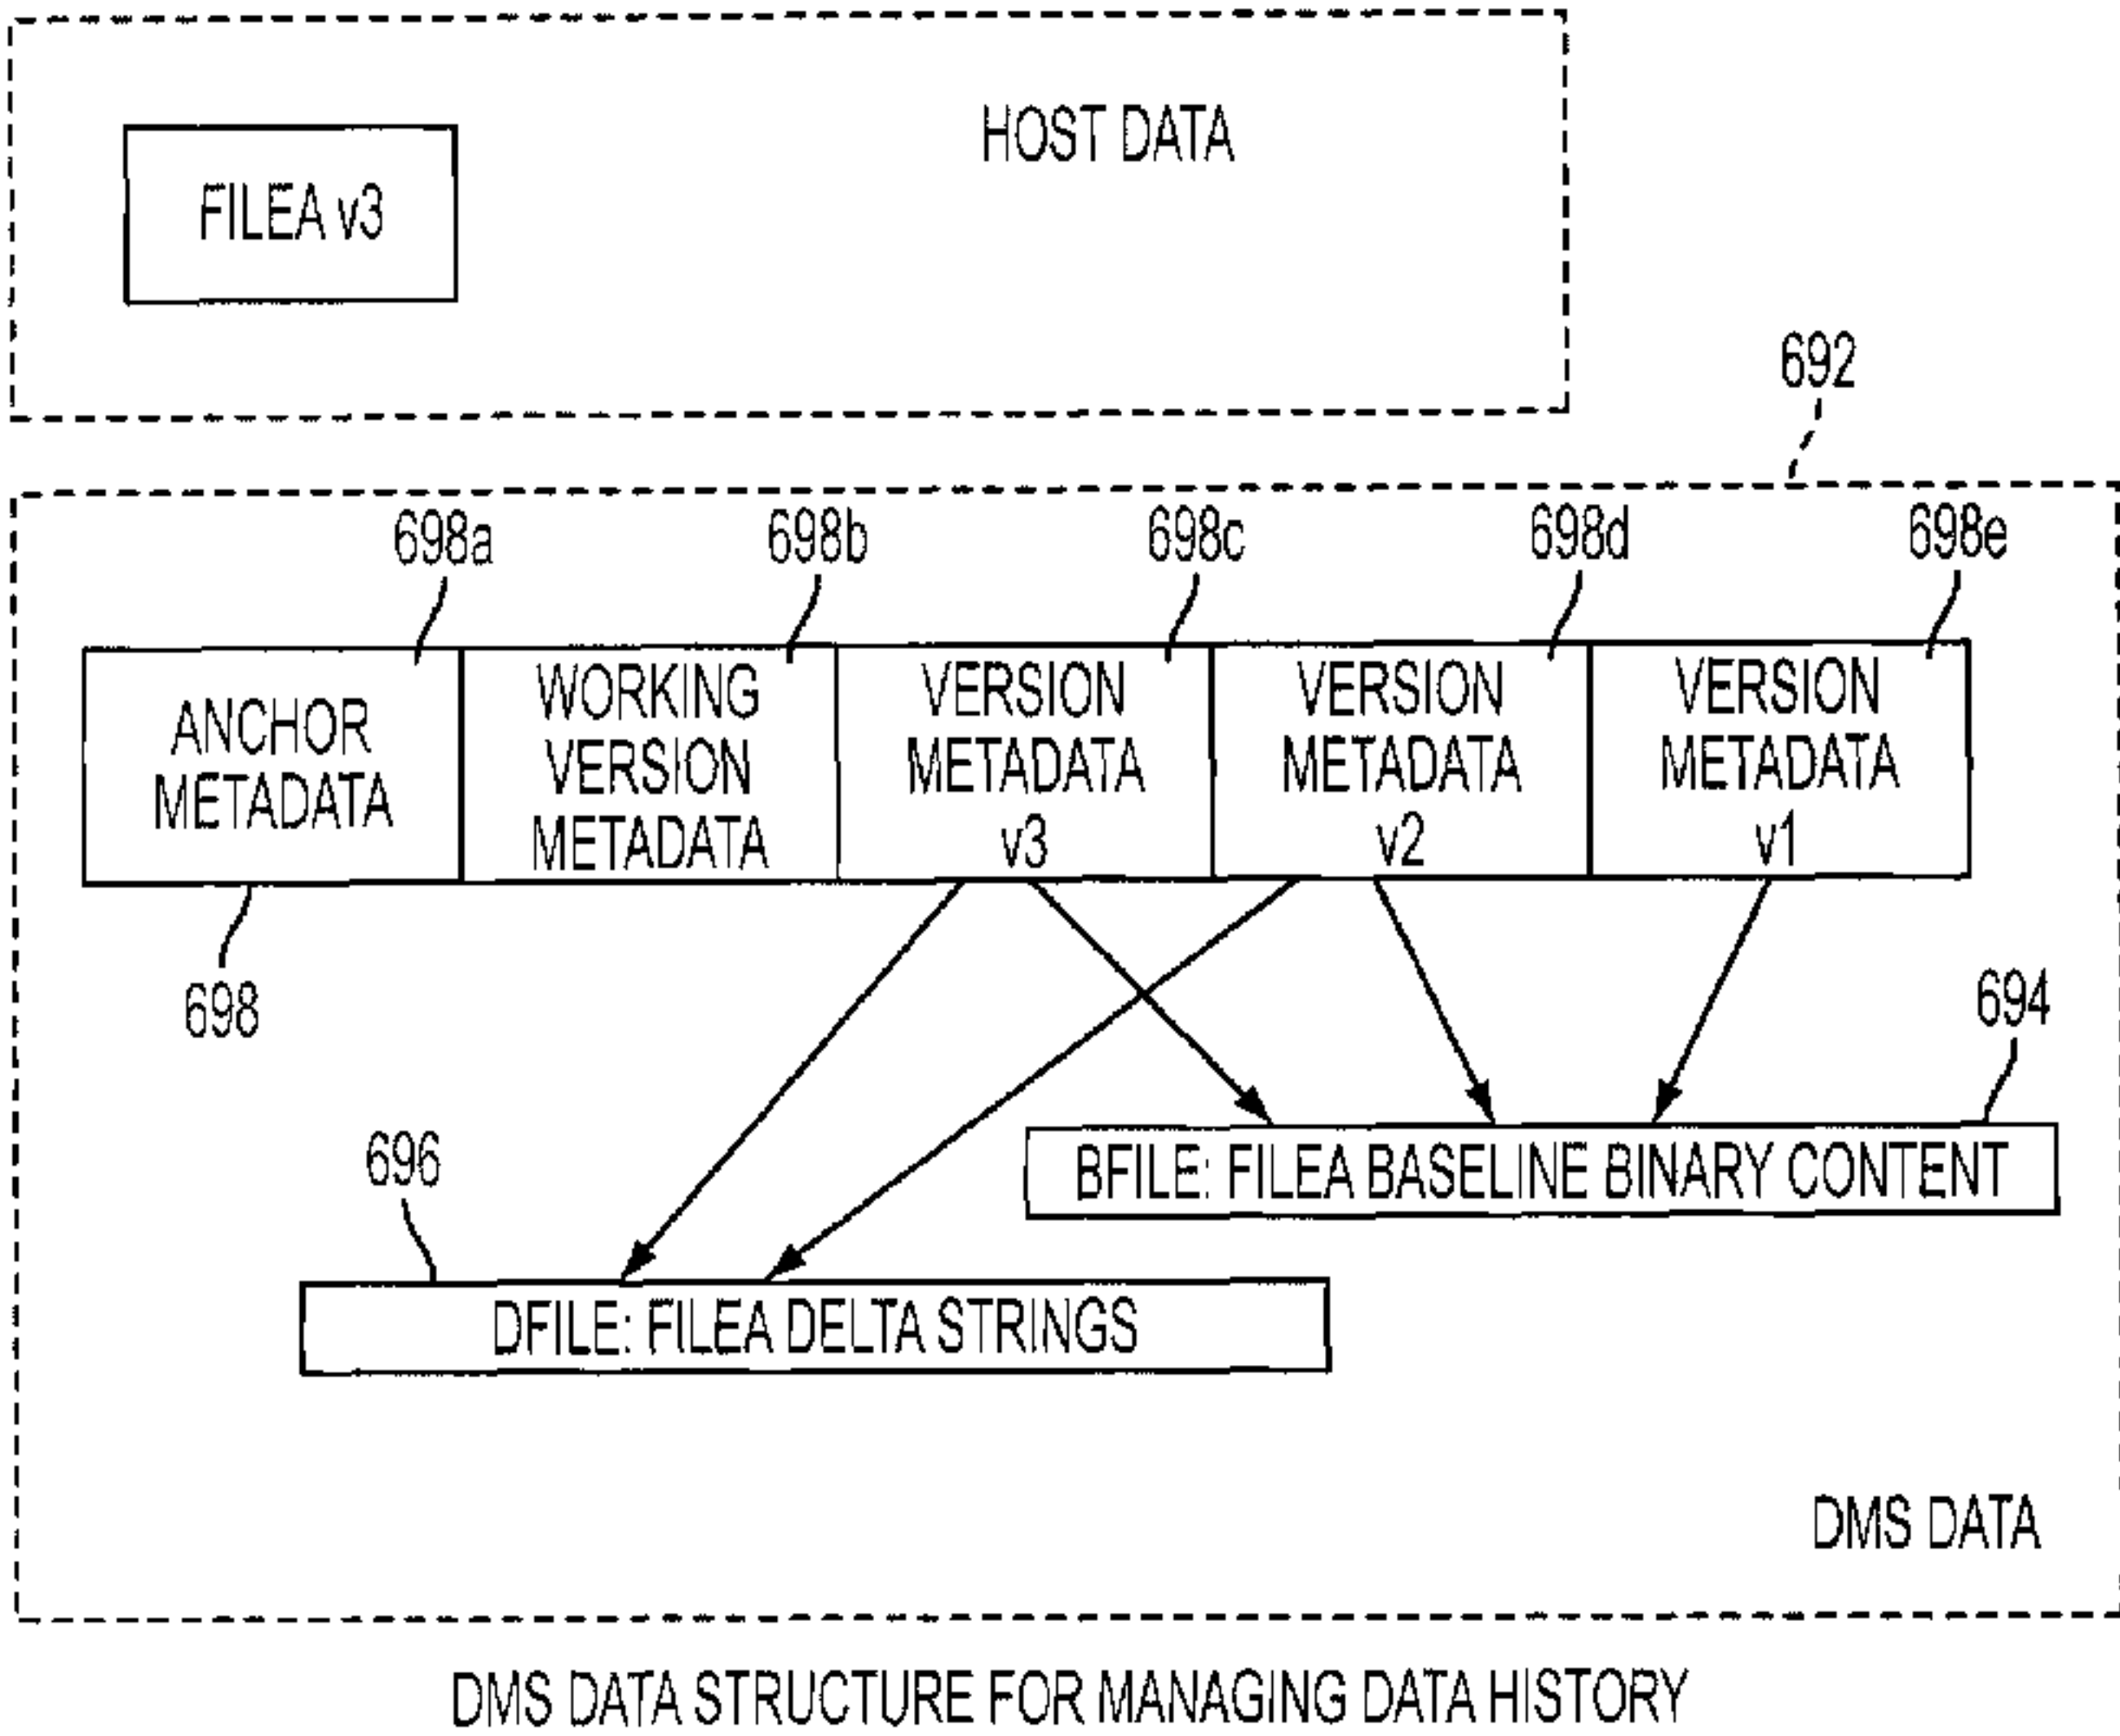 HOST DATA
FILEA v3
692
698a
698b
698c
698d
698e
ANCHOR
METADATA
WORKING
VERSION
METADATA
VERSION
METADATA
v3
VERSION
METADATA
v2
VERSION
METADATA
v1
698
694
BFILE: FILEA BASELINE BINARY CONTENT
696
DFILE: FILEA DELTA STRINGS
DMS DATA
DMS DATA STRUCTURE FOR MANAGING DATA HISTORY